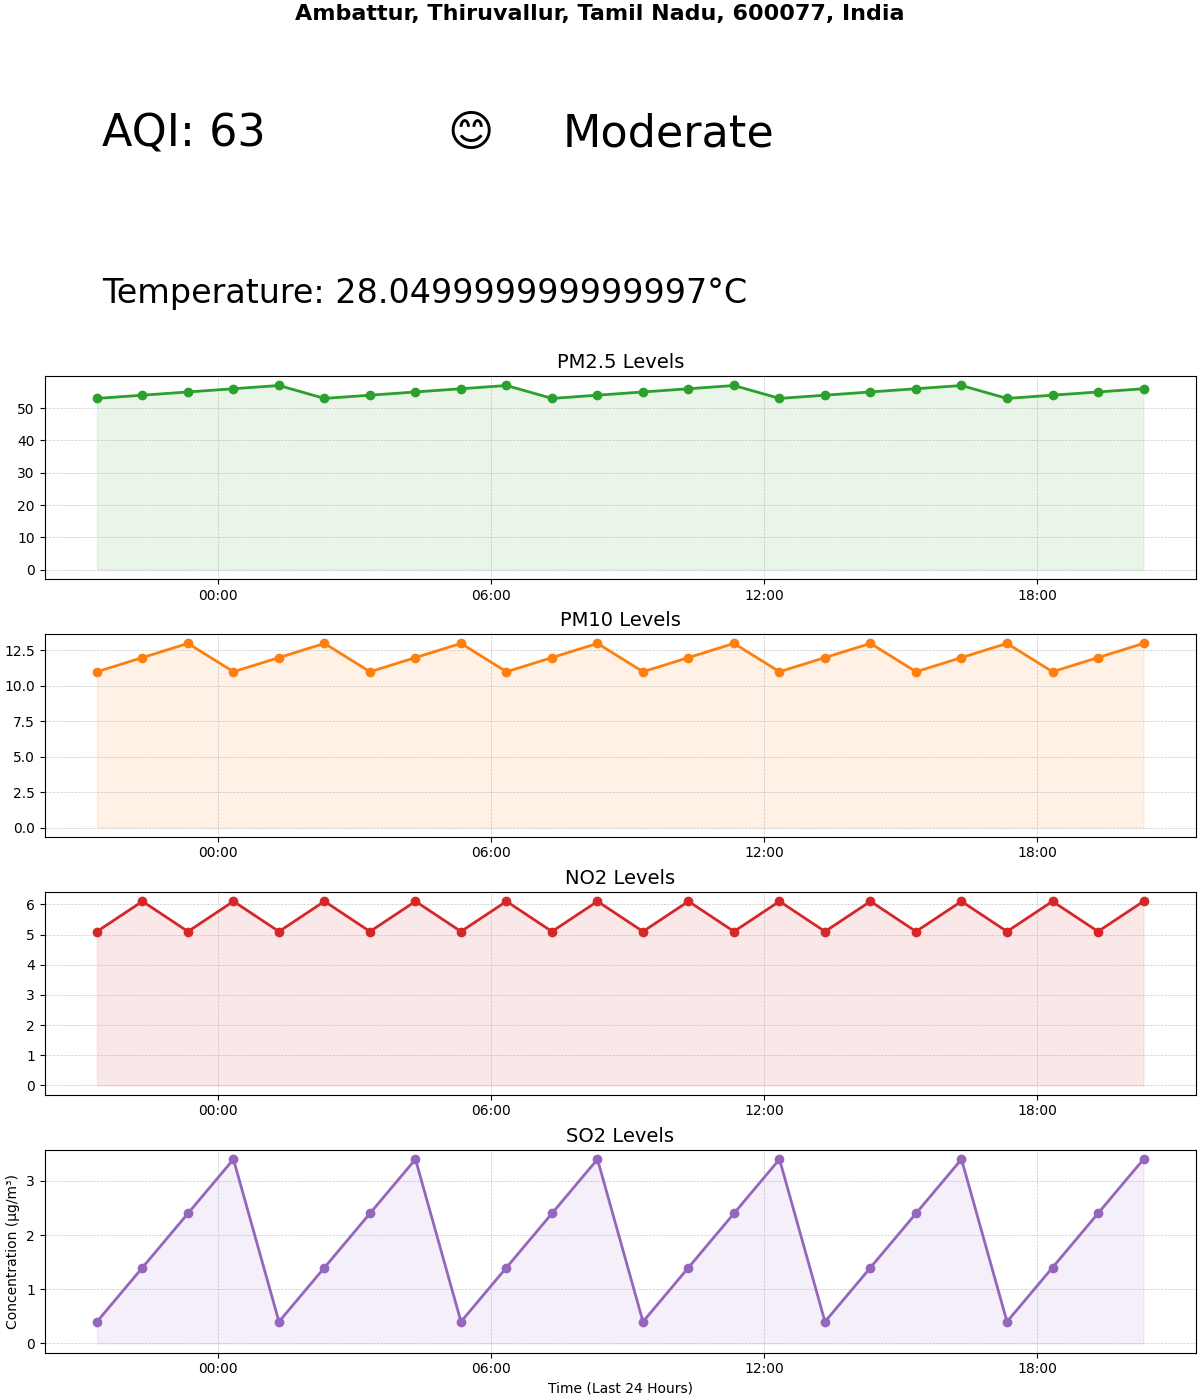 Ambattur, Thiruvallur, Tamil Nadu, 600077, India
AQI: 63 😊 Moderate
Temperature: 28.049999999999997°C
PM2.5 Levels
50
40
30
20
10
0
00:00 06:00 12:00 18:00
PM10 Levels
12.5
10.0
7.5
5.0
2.5
0.0
00:00 06:00 12:00 18:00
NO2 Levels
6
5
4
3
2
1
0
00:00 06:00 12:00 18:00
SO2 Levels
Concentration (µg/m³)
3
2
1
0
00:00 06:00 12:00 18:00
Time (Last 24 Hours)